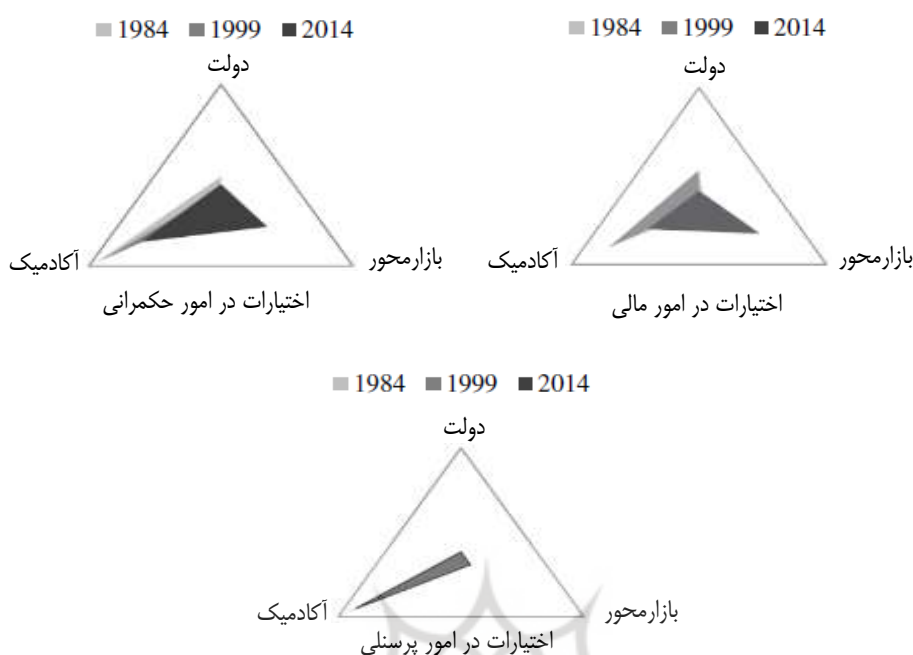 1984 1999 2014
دولت
آکادمیک
بازارمحور
اختیارات در امور حکمرانی
1984 1999 2014
دولت
آکادمیک
بازارمحور
اختیارات در امور مالی
1984 1999 2014
دولت
آکادمیک
بازارمحور
اختیارات در امور پرسنلی